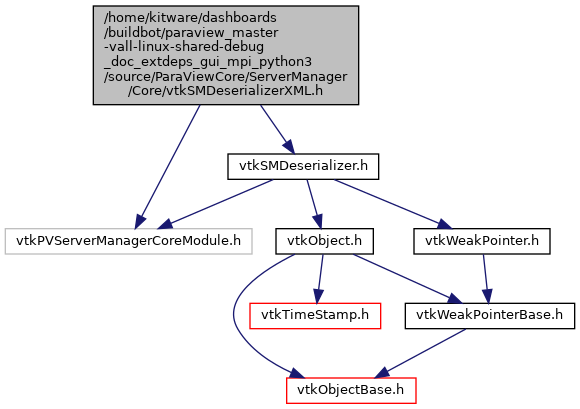 /home/kitware/dashboards
/buildbot/paraview_master
-vall-linux-shared-debug
_doc_extdeps_gui_mpi_python3
/source/ParaViewCore/ServerManager
/Core/vtkSMDeserializerXML.h
vtkSMDeserializer.h
vtkPVServerManagerCoreModule.h
vtkObject.h
vtkWeakPointer.h
vtkTimeStamp.h
vtkWeakPointerBase.h
vtkObjectBase.h